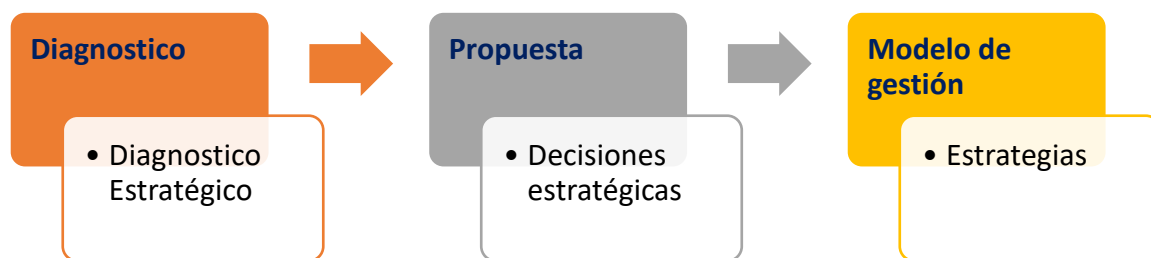 Diagnostico
• Diagnostico
Estratégico
Propuesta
• Decisiones
estratégicas
Modelo de
gestión
• Estrategias